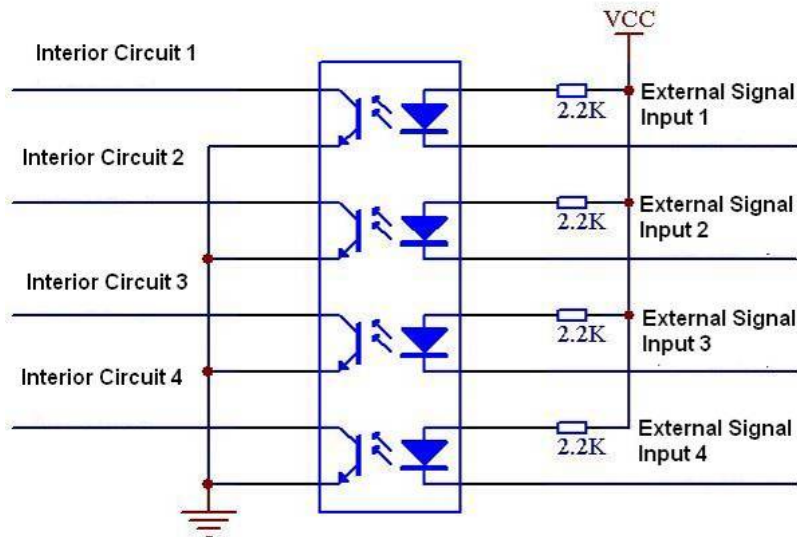 VCC
Interior Circuit 1
External Signal
Input 1
2.2K
Interior Circuit 2
External Signal
Input 2
2.2K
Interior Circuit 3
External Signal
Input 3
2.2K
Interior Circuit 4
External Signal
Input 4
2.2K